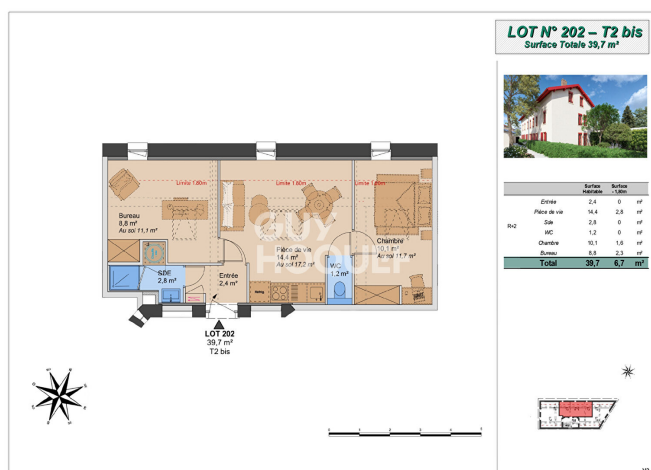 LOT N° 202 – T2 bis
Surface Totale 39,7 m²
Surface Habitable
Surface - 1,80m
Entrée 2,4 0 m²
Pièce de vie 14,4 2,8 m²
Sde 2,8 0 m²
R+2
WC 1,2 0 m²
Chambre 10,1 1,6 m²
Bureau 8,8 2,3 m²
Total 39,7 6,7 m²
Limite 1.80m
Limite 1.80m
Limite 1.80m
Bureau
8,8 m²
Au sol 11,1 m²
Pièce de vie
14,4 m²
Au sol 17,2 m²
Chambre
10,1 m²
Au sol 11,7 m²
GUY
HOQUET
WC
1,2 m²
SDE
2,8 m²
Entrée
2,4 m²
LOT 202
39,7 m²
T2 bis